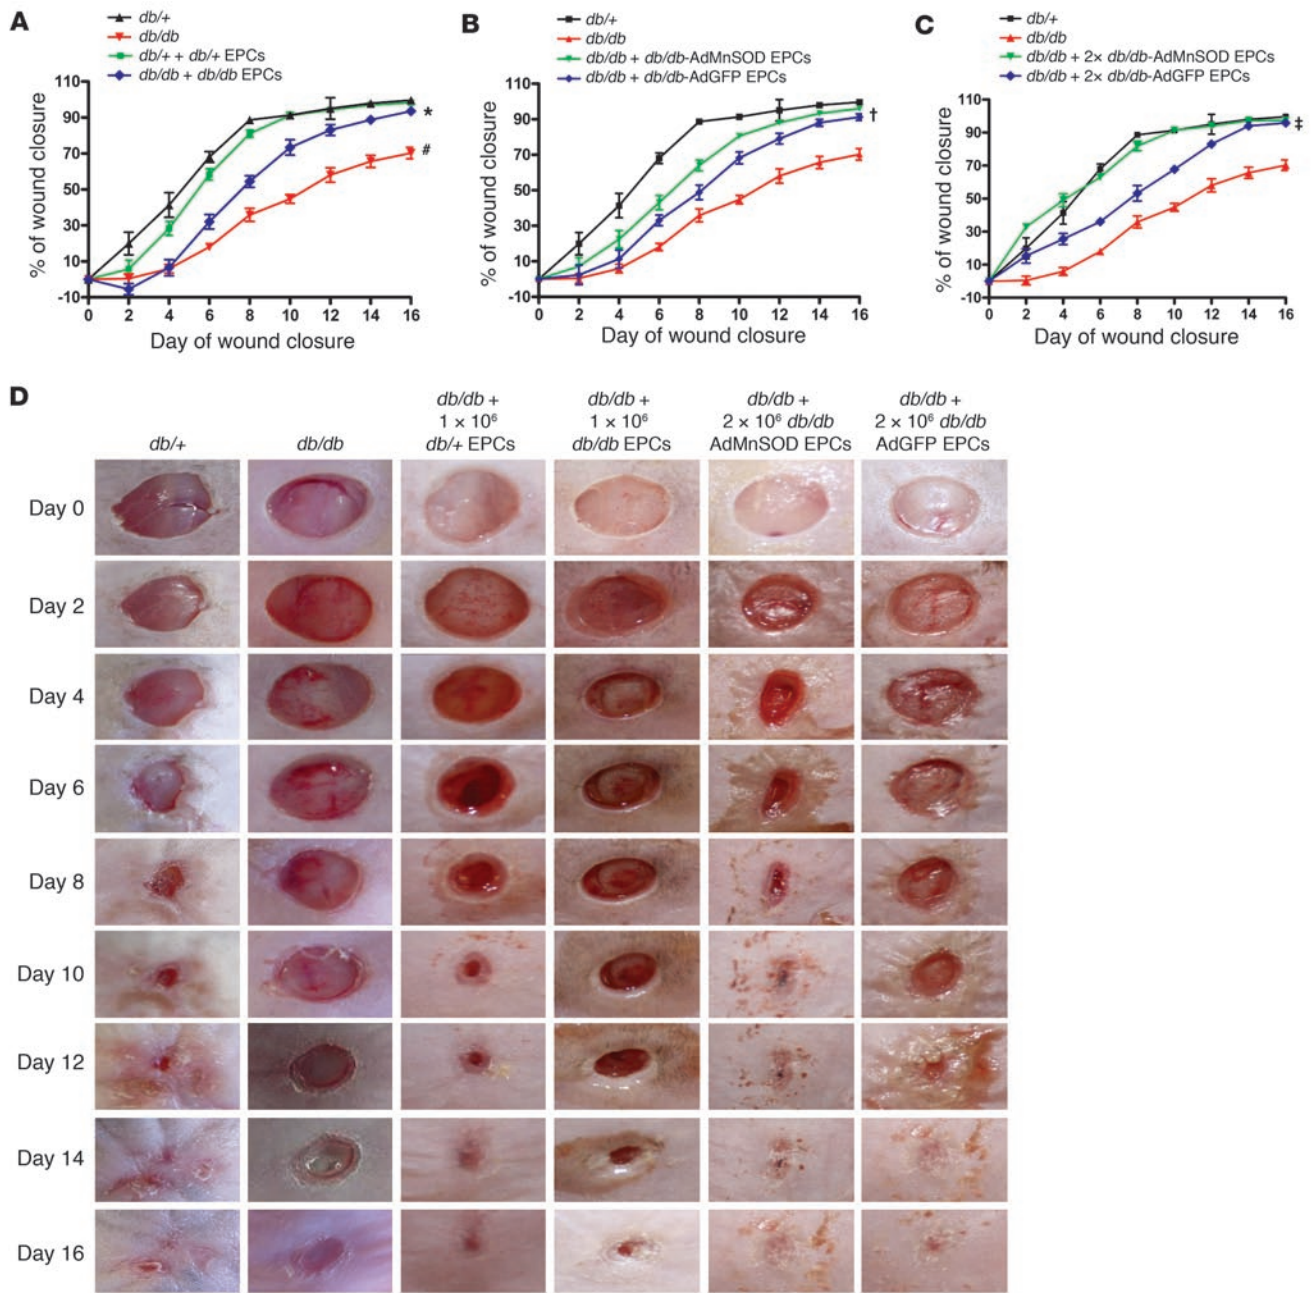 A
db/+
db/db
db/+ + db/+ EPCs
db/db + db/db EPCs
% of wound closure
110
90
70
50
30
10
-10
0 2 4 6 8 10 12 14 16
*
#
Day of wound closure
B
db/+
db/db
db/db + db/db-AdMnSOD EPCs
db/db + db/db-AdGFP EPCs
% of wound closure
110
90
70
50
30
10
-10
0 2 4 6 8 10 12 14 16
†
Day of wound closure
C
db/+
db/db
db/db + 2× db/db-AdMnSOD EPCs
db/db + 2× db/db-AdGFP EPCs
% of wound closure
110
90
70
50
30
10
-10
0 2 4 6 8 10 12 14 16
‡
Day of wound closure
D
db/+
db/db
db/db +
1 × 10⁶
db/+ EPCs
db/db +
1 × 10⁶
db/db EPCs
db/db +
2 × 10⁶ db/db
AdMnSOD EPCs
db/db +
2 × 10⁶ db/db
AdGFP EPCs
Day 0
Day 2
Day 4
Day 6
Day 8
Day 10
Day 12
Day 14
Day 16